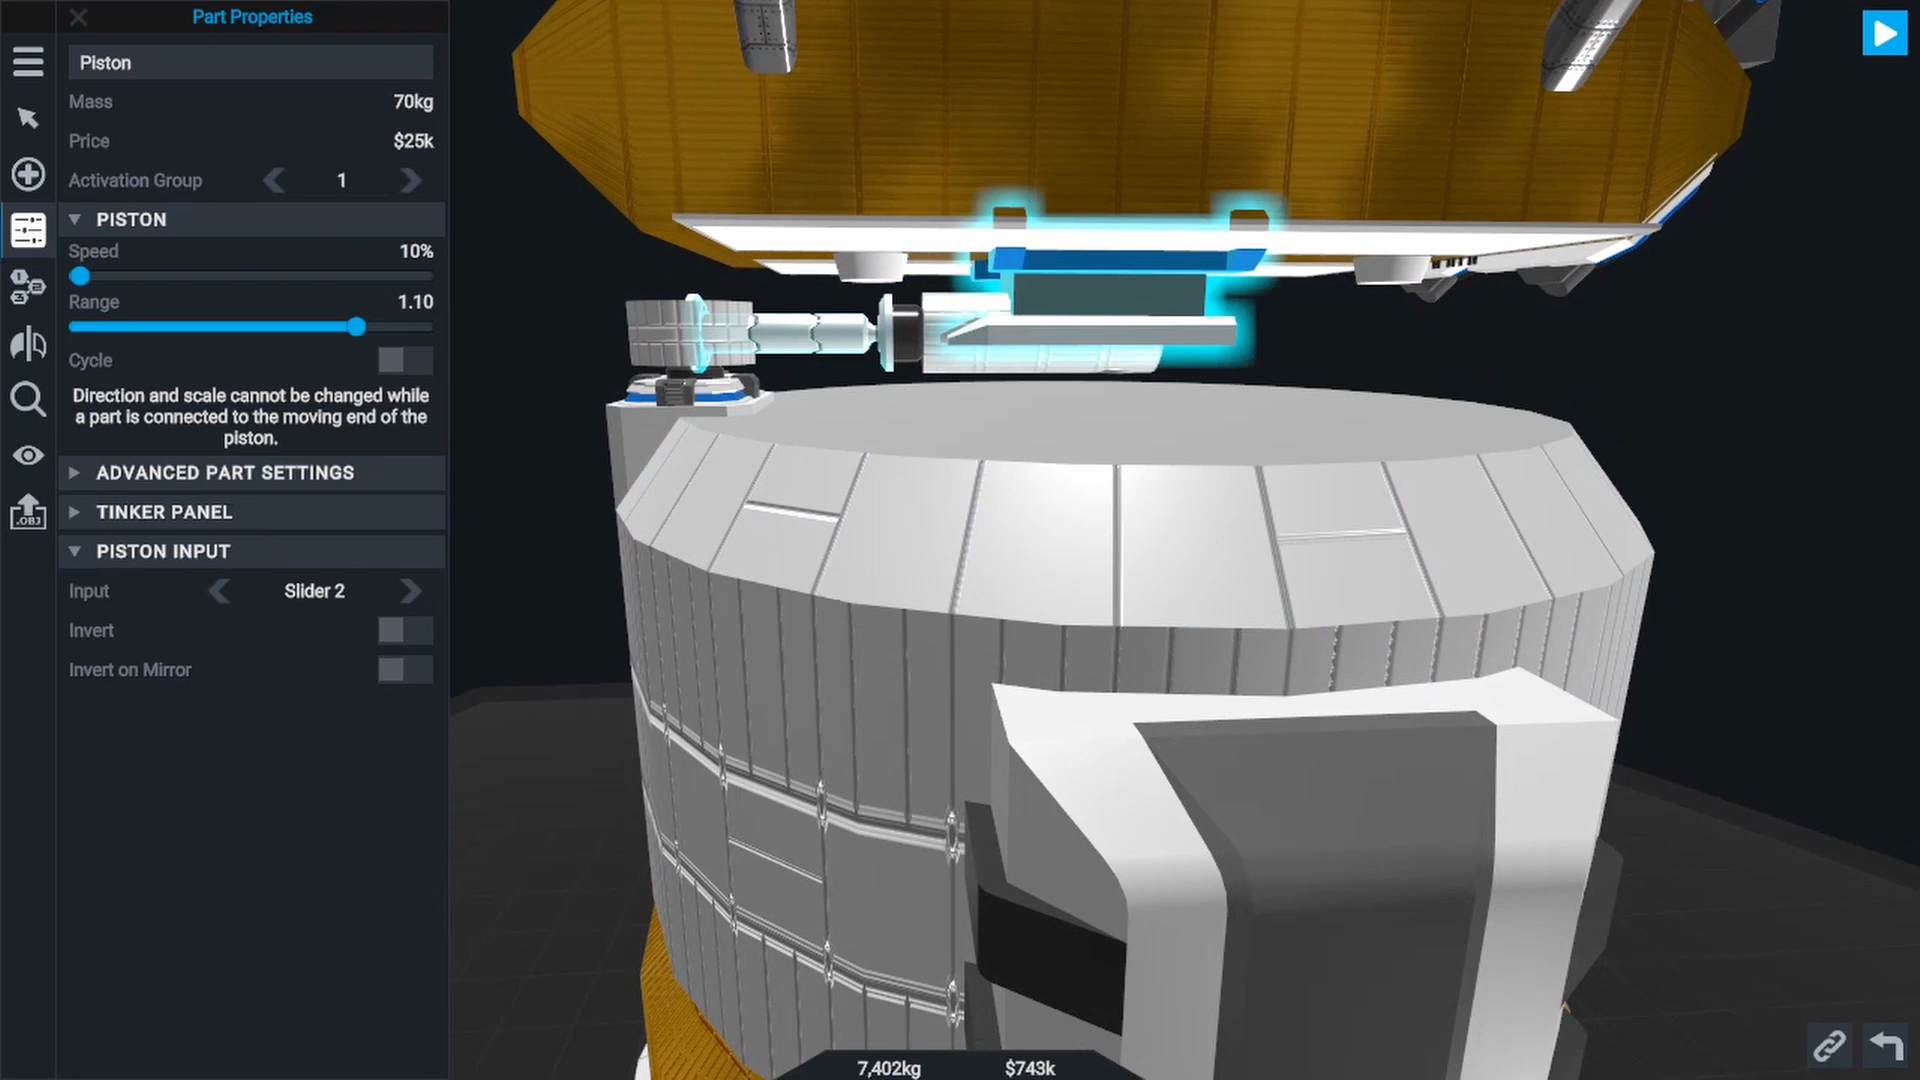 Part Properties
Piston
Mass 70kg
Price $25k
Activation Group 1
PISTON
Speed 10%
Range 1.10
Cycle
Direction and scale cannot be changed while
a part is connected to the moving end of the
piston.
ADVANCED PART SETTINGS
TINKER PANEL
PISTON INPUT
Input Slider 2
Invert
Invert on Mirror
.OBJ
7,402kg $743k